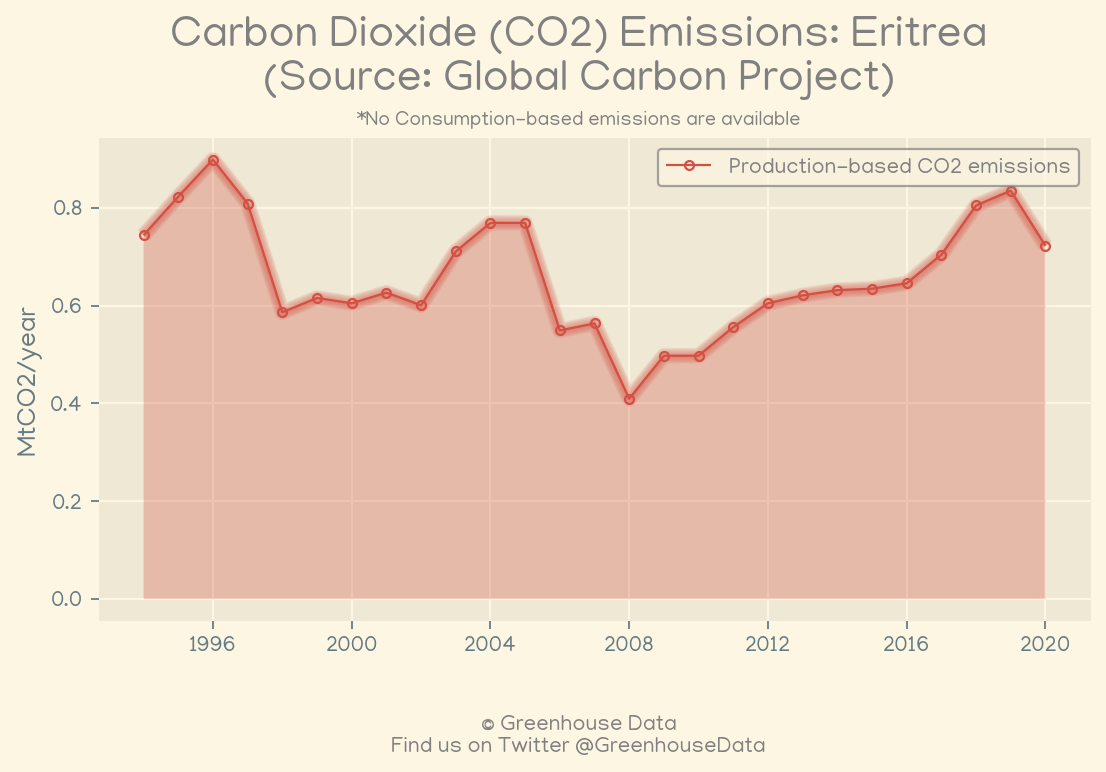 Carbon Dioxide (CO2) Emissions: Eritrea
(Source: Global Carbon Project)
*No Consumption-based emissions are available
Production-based CO2 emissions
MtCO2/year
0.8
0.6
0.4
0.2
0.0
1996 2000 2004 2008 2012 2016 2020
© Greenhouse Data
Find us on Twitter @GreenhouseData